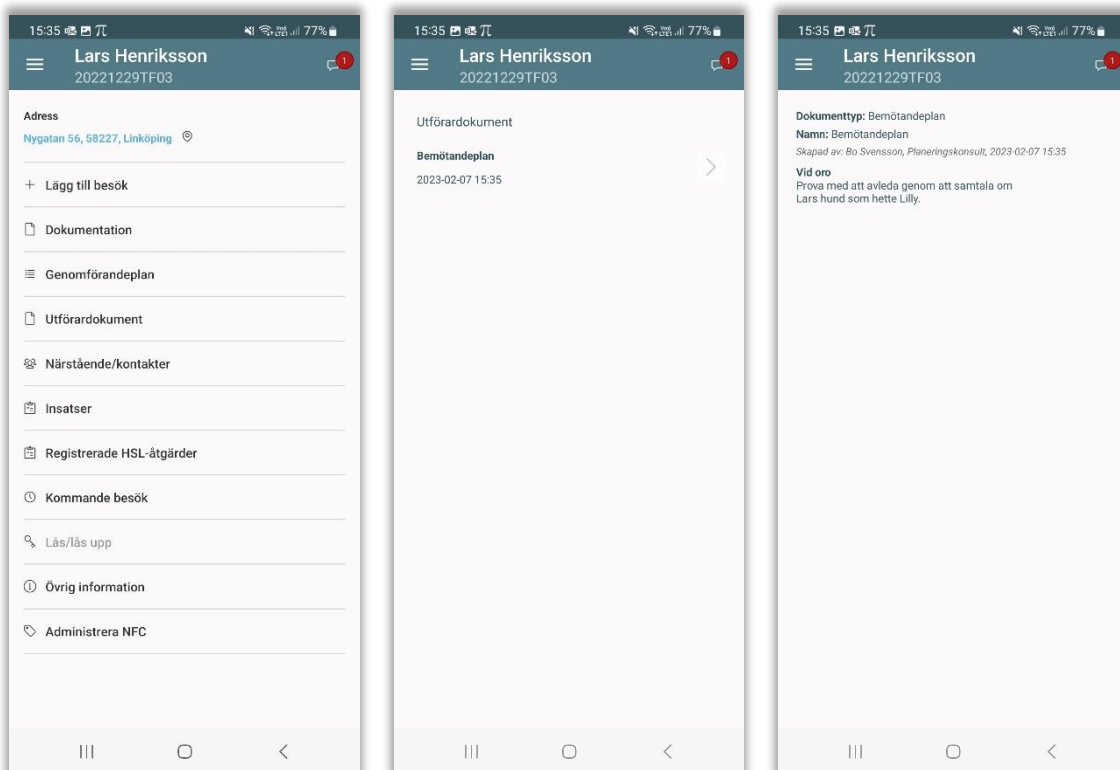 15:35 77%
Lars Henriksson
20221229TF03
1
Adress
Nygatan 56, 58227, Linköping
Lägg till besök
Dokumentation
Genomförandeplan
Utförardokument
Närstående/kontakter
Insatser
Registrerade HSL-åtgärder
Kommande besök
Lås/lås upp
Övrig information
Administrera NFC
15:35 77%
Lars Henriksson
20221229TF03
1
Utförardokument
Bemötandeplan
2023-02-07 15:35
15:35 77%
Lars Henriksson
20221229TF03
1
Dokumenttyp: Bemötandeplan
Namn: Bemötandeplan
Skapad av: Bo Svensson, Planeringskonsult, 2023-02-07 15:35
Vid oro
Prova med att avleda genom att samtala om
Lars hund som hette Lilly.